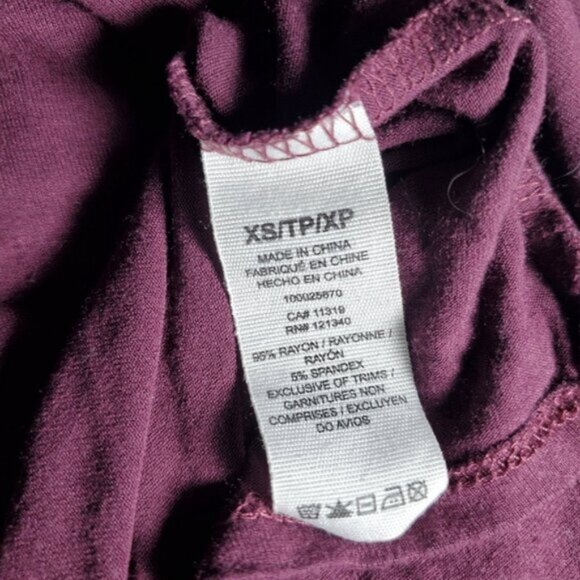 XS/TP/XP
MADE IN CHINA
FABRIQUÉ EN CHINE
HECHO EN CHINA
100025670
CA# 11319
RN# 121340
95% RAYON / RAYONNE /
RAYÓN
5% SPANDEX
EXCLUSIVE OF TRIMS /
GARNITURES NON
COMPRISES / EXCLUYEN
DO AVIOS